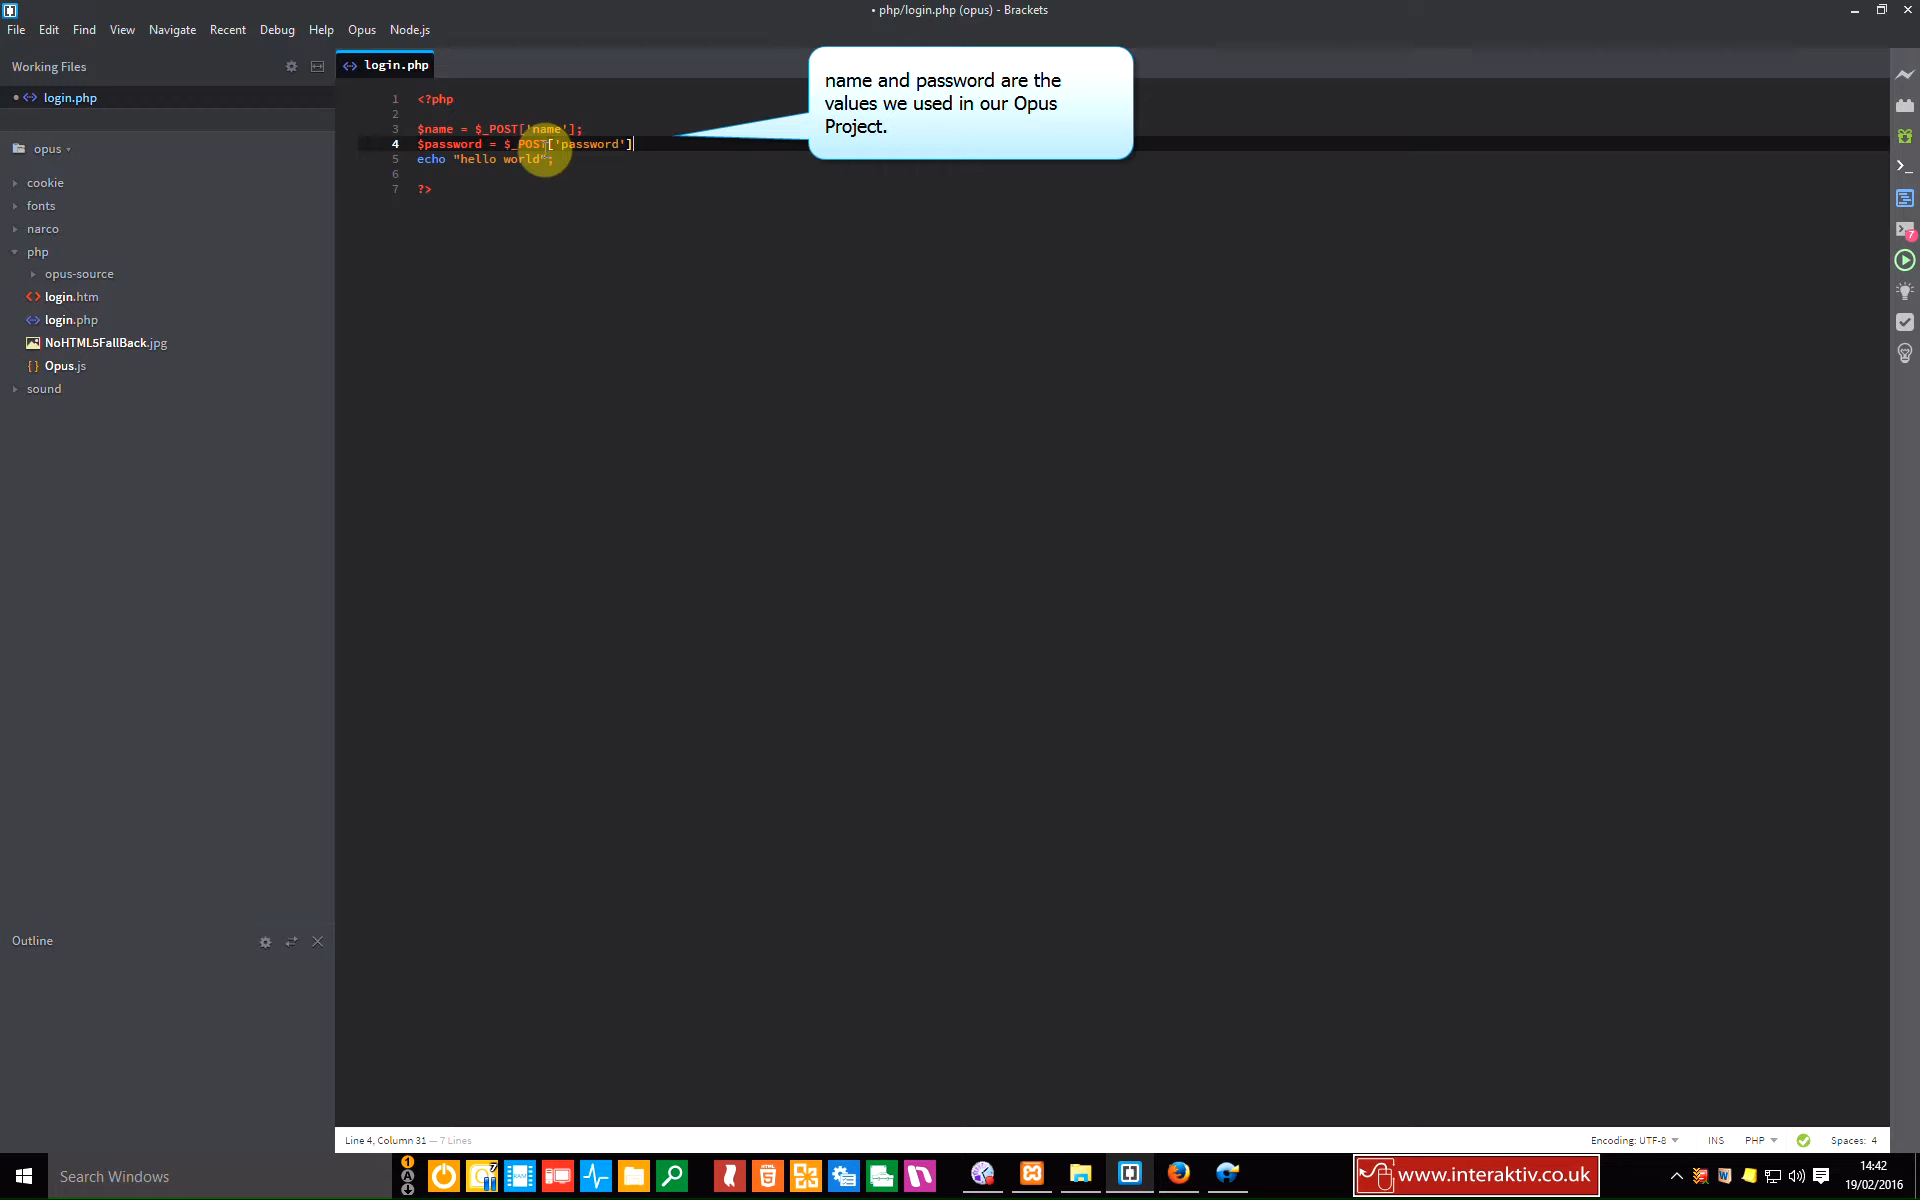 • php/login.php (opus) - Brackets
File Edit Find View Navigate Recent Debug Help Opus Node.js
Working Files
login.php
• login.php
opus
cookie
fonts
narco
php
opus-source
login.htm
login.php
NoHTML5FallBack.jpg
Opus.js
sound
1 <?php
2
3 $name = $_POST['name'];
4 $password = $_POST['password']
5 echo "hello world";
6
7 ?>
name and password are the
values we used in our Opus
Project.
7
Outline
Line 4, Column 31 — 7 Lines
Encoding: UTF-8 INS PHP Spaces: 4
Search Windows
www.interaktiv.co.uk
14:42
19/02/2016